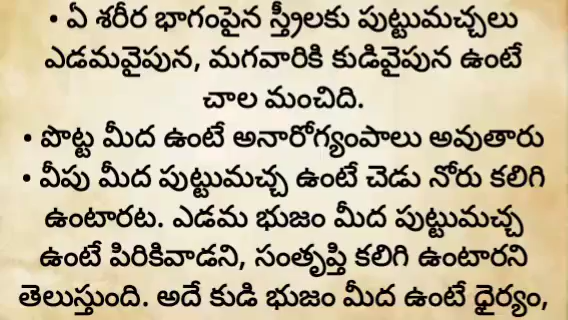 • ఏ శరీర భాగంపైన స్త్రీలకు పుట్టుమచ్చలు
ఎడమవైపున, మగవారికి కుడివైపున ఉంటే
చాల మంచిది.
• పొట్ట మీద ఉంటే అనారోగ్యంపాలు అవుతారు
• వీపు మీద పుట్టుమచ్చ ఉంటే చెడు నోరు కలిగి
ఉంటారట. ఎడమ భుజం మీద పుట్టుమచ్చ
ఉంటే పిరికివాడని, సంతృప్తి కలిగి ఉంటారని
తెలుస్తుంది. అదే కుడి భుజం మీద ఉంటే ధైర్యం,